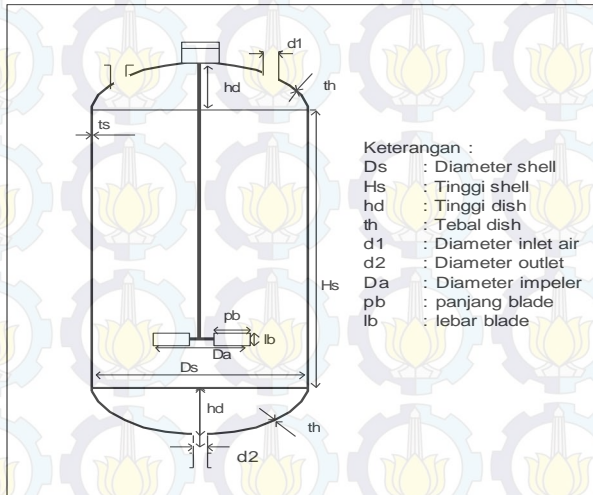 d1
hd
th
ts
Keterangan :
Ds : Diameter shell
Hs : Tinggi shell
hd : Tinggi dish
th : Tebal dish
d1 : Diameter inlet air
d2 : Diameter outlet
Da : Diameter impeler
pb : panjang blade
lb : lebar blade
Hs
pb
lb
Da
Ds
hd
th
d2